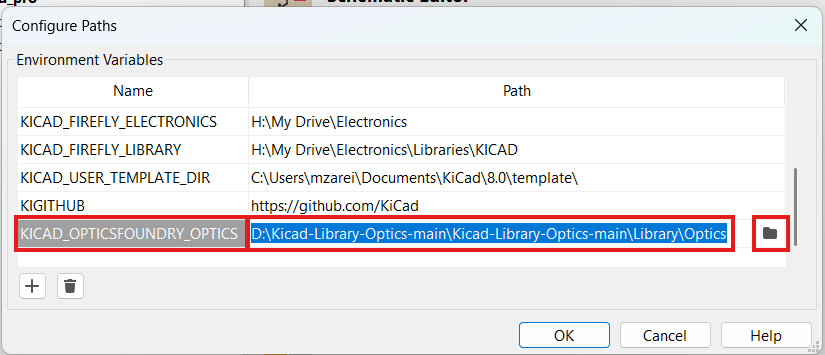 Schematic Editor
Configure Paths
Environment Variables
Name Path
KICAD_FIREFLY_ELECTRONICS H:\My Drive\Electronics
KICAD_FIREFLY_LIBRARY H:\My Drive\Electronics\Libraries\KICAD
KICAD_USER_TEMPLATE_DIR C:\Users\mzarei\Documents\KiCad\8.0\template\
KIGITHUB https://github.com/KiCad
KICAD_OPTICSFOUNDRY_OPTICS D:\Kicad-Library-Optics-main\Kicad-Library-Optics-main\Library\Optics
OK Cancel Help